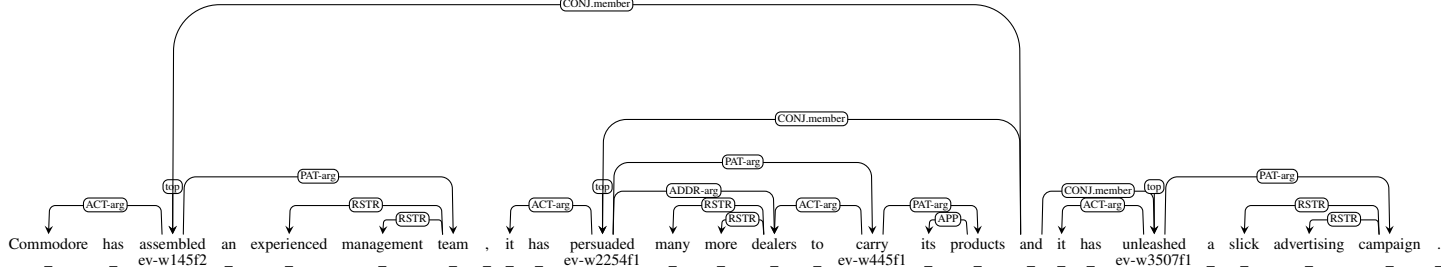 CONJ.member
CONJ.member
PAT-arg
PAT-arg PAT-arg
top top ADDR-arg CONJ.member top
ACT-arg RSTR ACT-arg RSTR ACT-arg PAT-arg ACT-arg RSTR
RSTR RSTR APP RSTR
Commodore has assembled an experienced management team , it has persuaded many more dealers to carry its products and it has unleashed a slick advertising campaign .
_ _ ev-w145f2 _ _ _ _ _ _ _ ev-w2254f1 _ _ _ _ ev-w445f1 _ _ _ _ _ ev-w3507f1 _ _ _ _ _